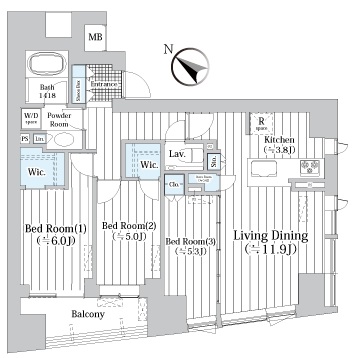 MB
N
Bath
1418
Shoes Box
Entrance
W/D
space
Powder
Room
PS
Lin.
R
space
Kitchen
(≒3.8J)
Wic.
Wic.
Lav.
Sto.
Clo.
Bed Room(1)
(≒6.0J)
Bed Room(2)
(≒5.0J)
Bed Room(3)
(≒5.3J)
Living Dining
(≒11.9J)
Balcony